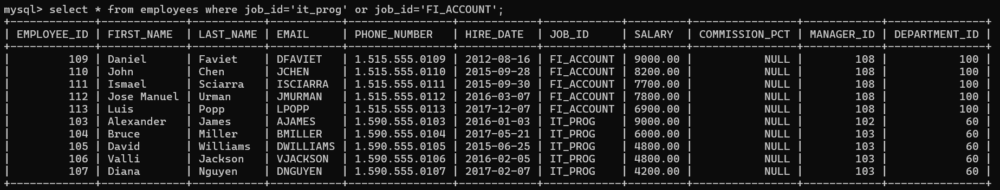 mysql> select * from employees where job_id='it_prog' or job_id='FI_ACCOUNT';
+-------------+-------------+-----------+-----------+----------------+------------+------------+---------+----------------+------------+---------------+
| EMPLOYEE_ID | FIRST_NAME  | LAST_NAME | EMAIL     | PHONE_NUMBER   | HIRE_DATE  | JOB_ID     | SALARY  | COMMISSION_PCT | MANAGER_ID | DEPARTMENT_ID |
+-------------+-------------+-----------+-----------+----------------+------------+------------+---------+----------------+------------+---------------+
|         109 | Daniel      | Faviet    | DFAVIET   | 1.515.555.0109 | 2012-08-16 | FI_ACCOUNT | 9000.00 |           NULL |        108 |           100 |
|         110 | John        | Chen      | JCHEN     | 1.515.555.0110 | 2015-09-28 | FI_ACCOUNT | 8200.00 |           NULL |        108 |           100 |
|         111 | Ismael      | Sciarra   | ISCIARRA  | 1.515.555.0111 | 2015-09-30 | FI_ACCOUNT | 7700.00 |           NULL |        108 |           100 |
|         112 | Jose Manuel | Urman     | JMURMAN   | 1.515.555.0112 | 2016-03-07 | FI_ACCOUNT | 7800.00 |           NULL |        108 |           100 |
|         113 | Luis        | Popp      | LPOPP     | 1.515.555.0113 | 2017-12-07 | FI_ACCOUNT | 6900.00 |           NULL |        108 |           100 |
|         103 | Alexander   | James     | AJAMES    | 1.590.555.0103 | 2016-01-03 | IT_PROG    | 9000.00 |           NULL |        102 |            60 |
|         104 | Bruce       | Miller    | BMILLER   | 1.590.555.0104 | 2017-05-21 | IT_PROG    | 6000.00 |           NULL |        103 |            60 |
|         105 | David       | Williams  | DWILLIAMS | 1.590.555.0105 | 2015-06-25 | IT_PROG    | 4800.00 |           NULL |        103 |            60 |
|         106 | Valli       | Jackson   | VJACKSON  | 1.590.555.0106 | 2016-02-05 | IT_PROG    | 4800.00 |           NULL |        103 |            60 |
|         107 | Diana       | Nguyen    | DNGUYEN   | 1.590.555.0107 | 2017-02-07 | IT_PROG    | 4200.00 |           NULL |        103 |            60 |
+-------------+-------------+-----------+-----------+----------------+------------+------------+---------+----------------+------------+---------------+